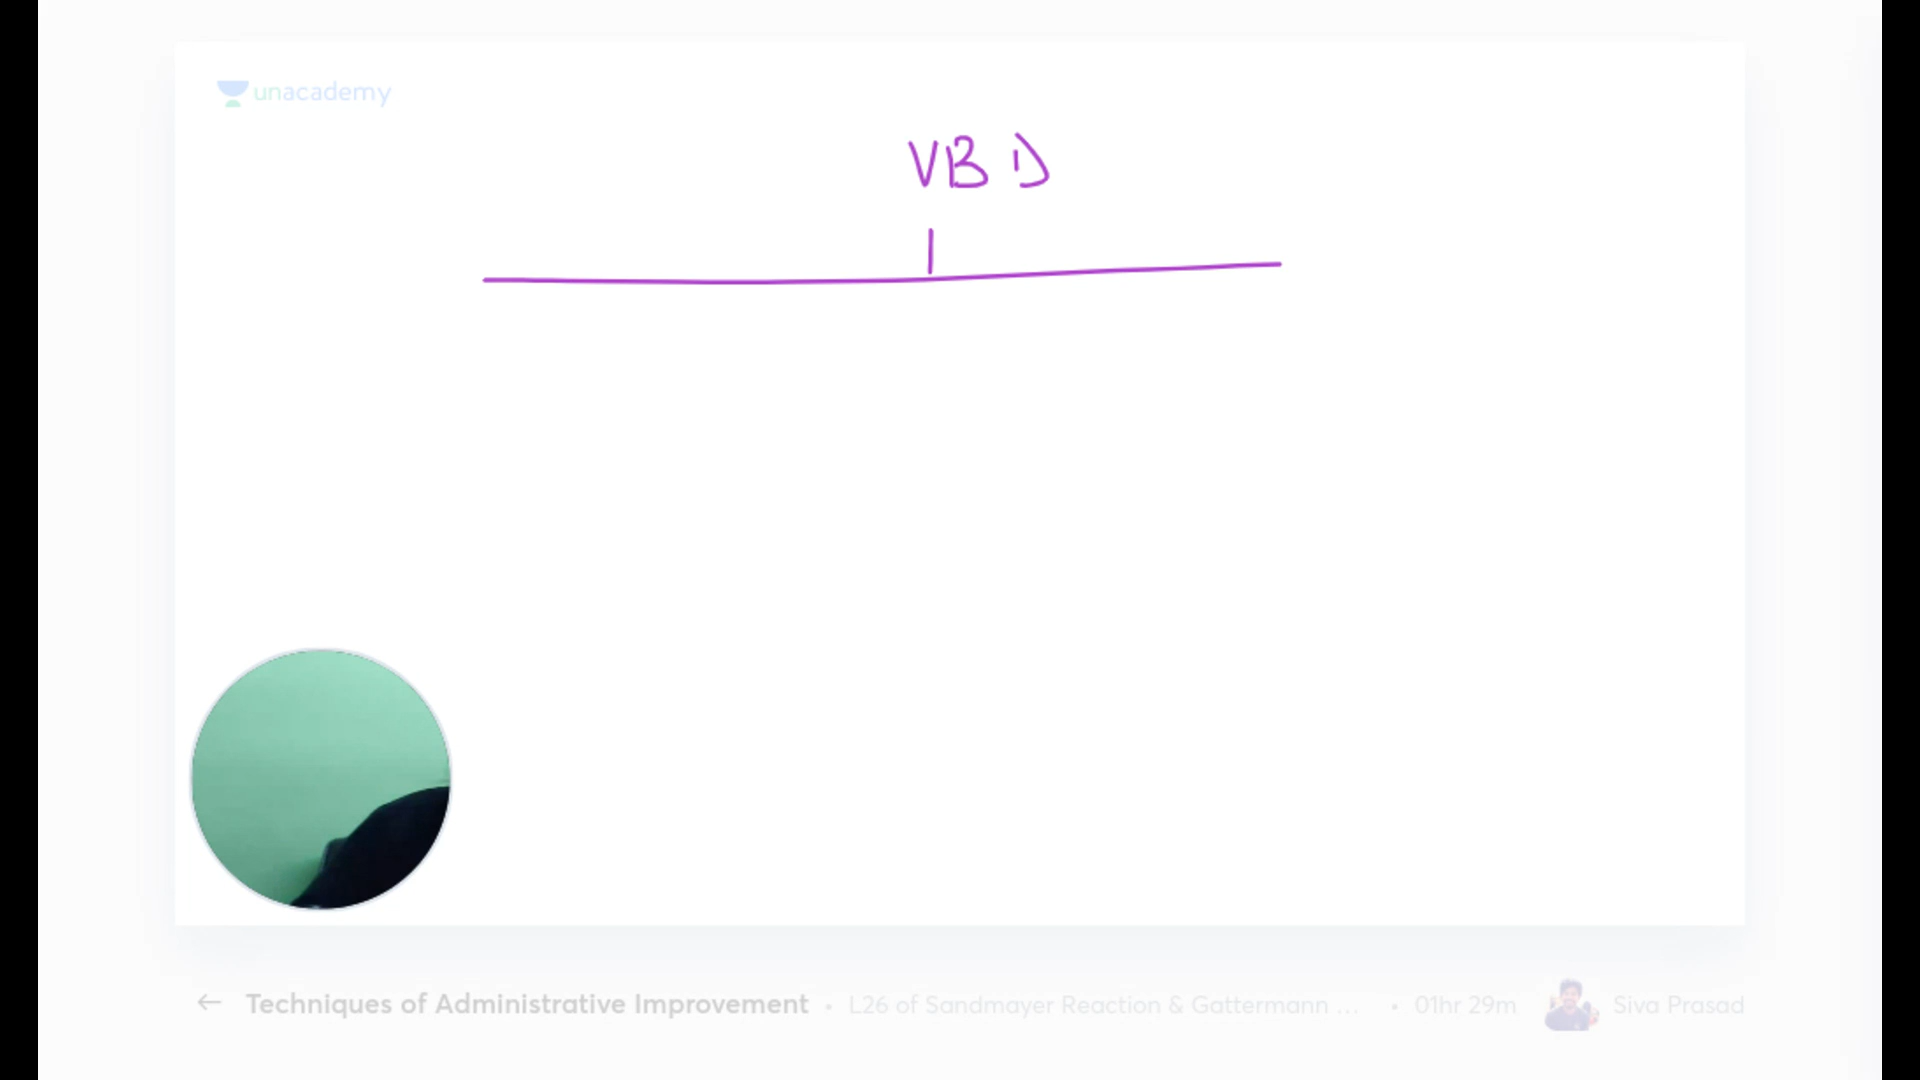 unacademy
VBD
Techniques of Administrative Improvement • L26 of Sandmayer Reaction & Gattermann ... • 01hr 29m Siva Prasad